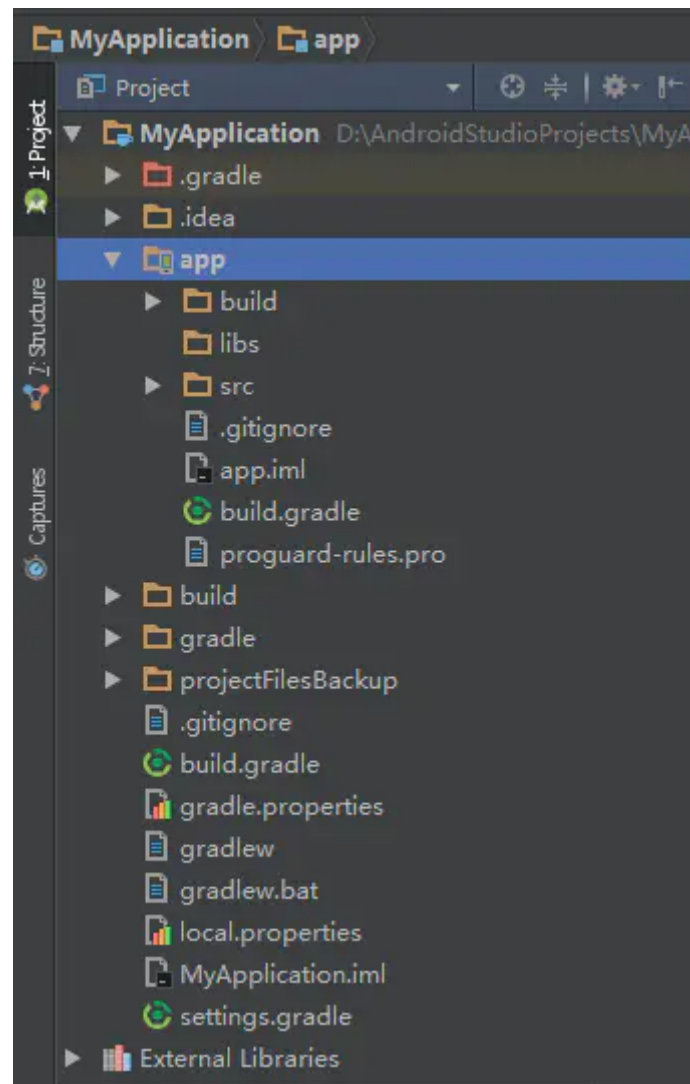 MyApplication app
Project
MyApplication D:\AndroidStudioProjects\MyA
.gradle
.idea
app
build
libs
src
.gitignore
app.iml
build.gradle
proguard-rules.pro
build
gradle
projectFilesBackup
.gitignore
build.gradle
gradle.properties
gradlew
gradlew.bat
local.properties
MyApplication.iml
settings.gradle
External Libraries
1: Project
7: Structure
Captures